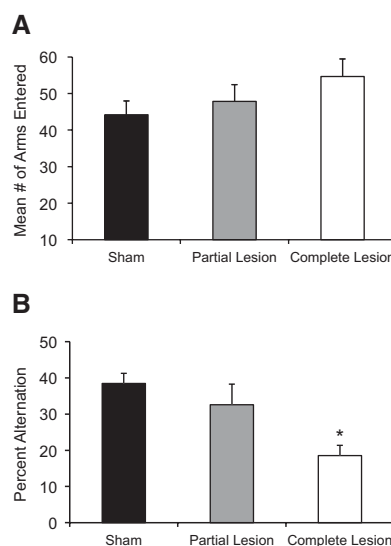 A
Mean # of Arms Entered
60
50
40
30
20
10
Sham Partial Lesion Complete Lesion
B
Percent Alternation
50
40
30
20
10
0
*
Sham Partial Lesion Complete Lesion